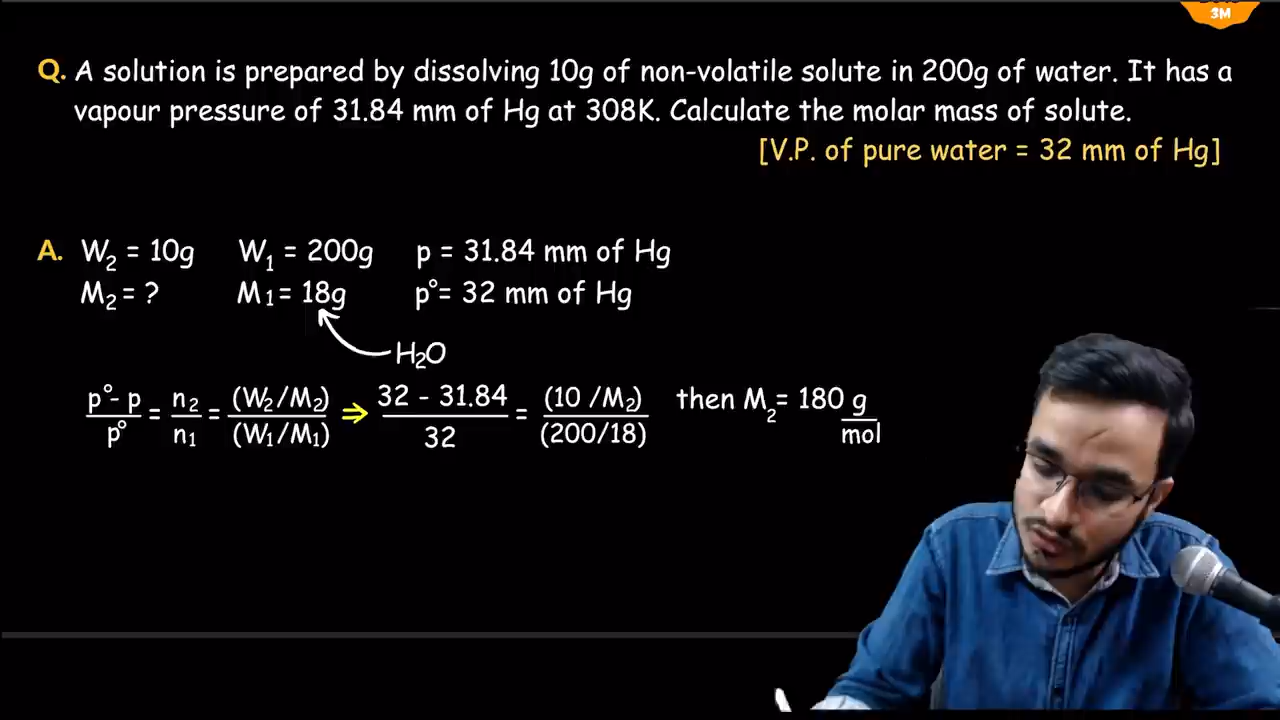 3M
Q. A solution is prepared by dissolving 10g of non-volatile solute in 200g of water. It has a
vapour pressure of 31.84 mm of Hg at 308K. Calculate the molar mass of solute.
[V.P. of pure water = 32 mm of Hg]
A. W₂ = 10g W₁ = 200g p = 31.84 mm of Hg
M₂ = ? M₁ = 18g p° = 32 mm of Hg
H₂O
(p° - p)/p° = n₂/n₁ = (W₂/M₂)/(W₁/M₁) ⇒ (32 - 31.84)/32 = (10 /M₂)/(200/18) then M₂ = 180 g/mol